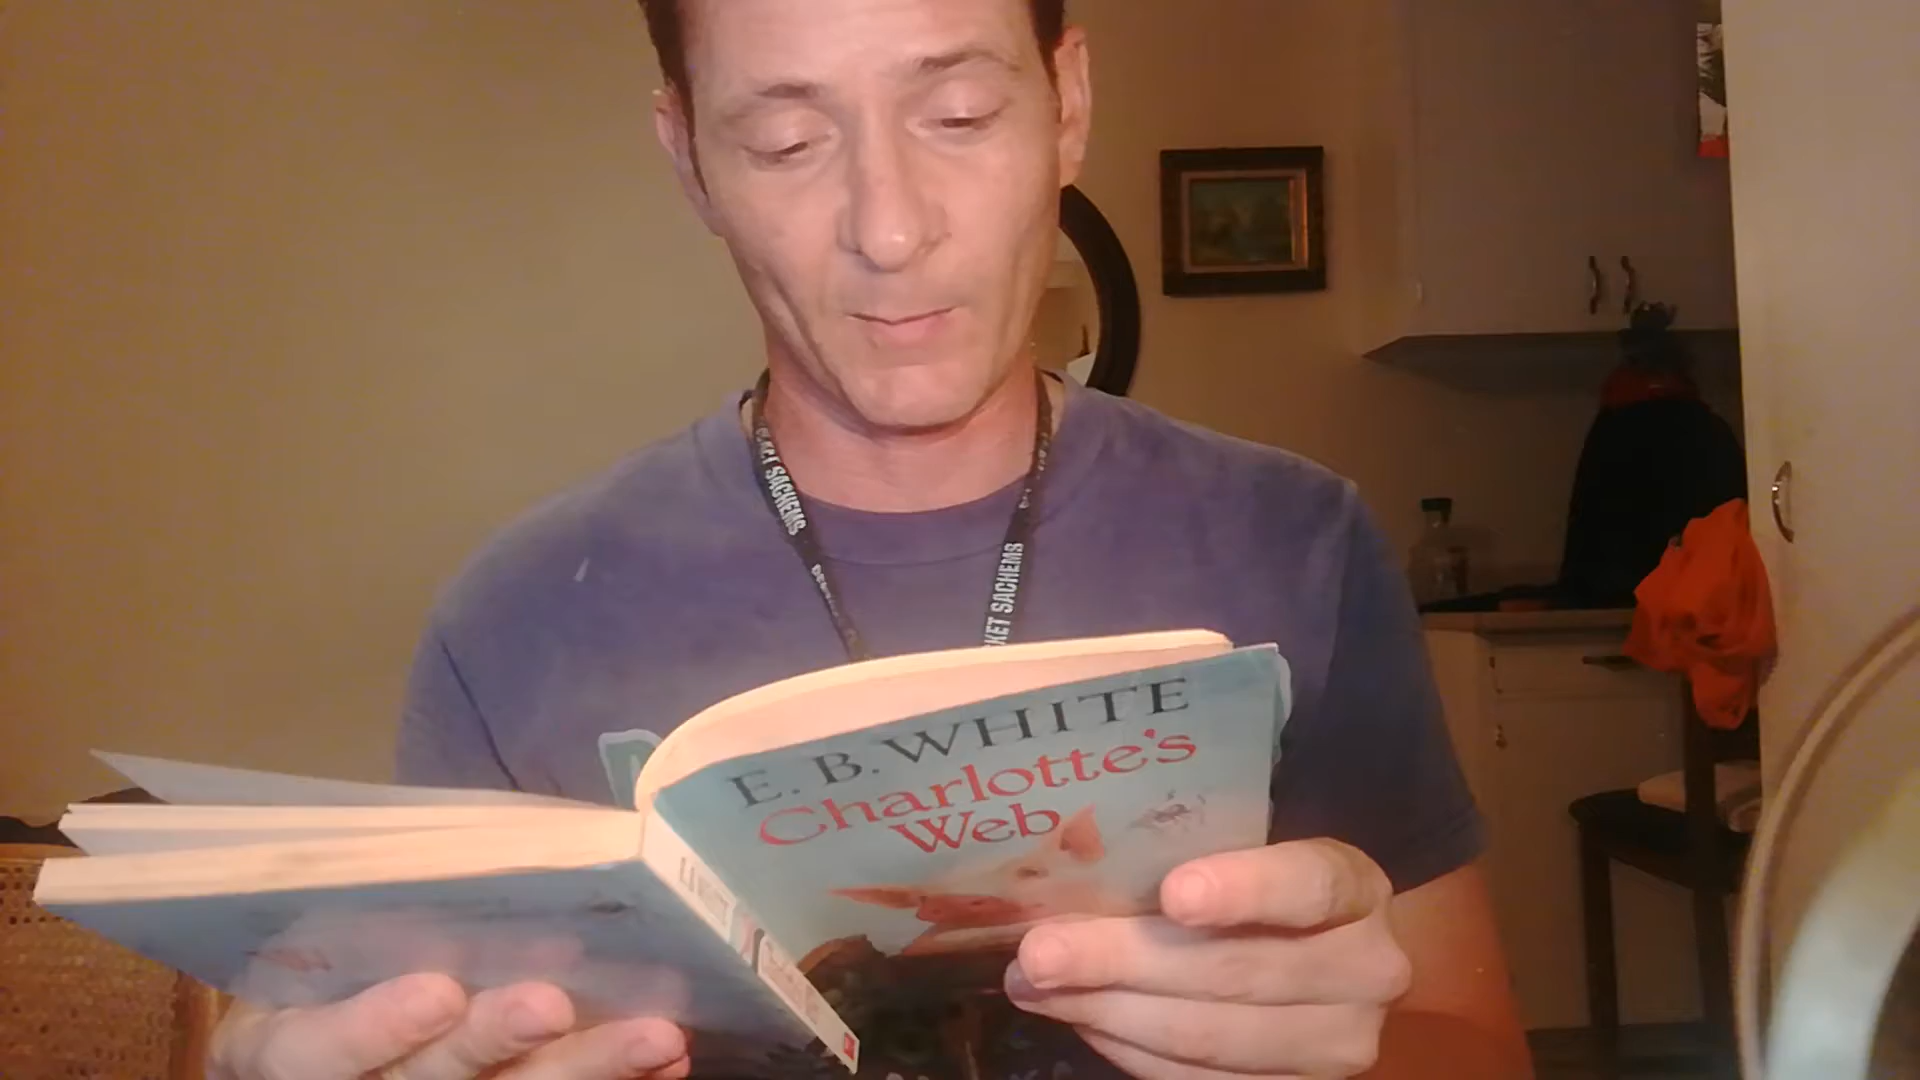 SACHEMS
KET SACHEMS
E. B. WHITE
Charlotte's
Web